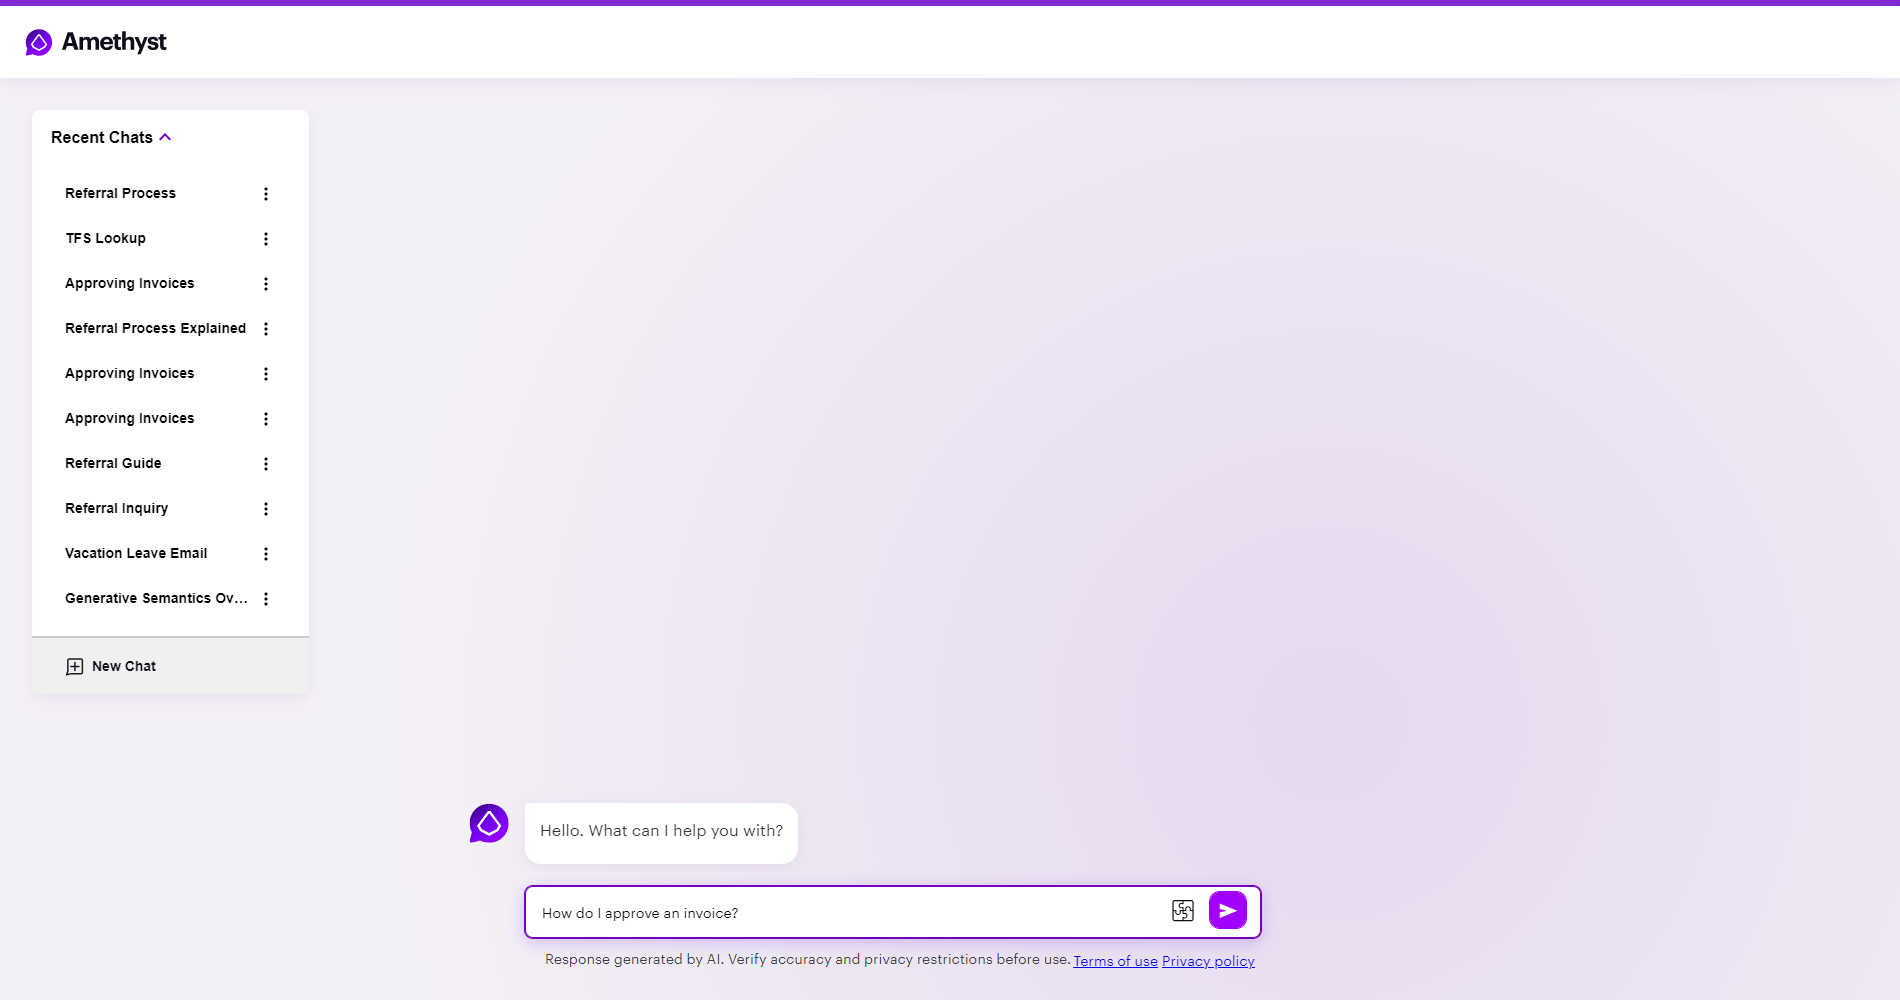 Amethyst
Recent Chats
Referral Process
TFS Lookup
Approving Invoices
Referral Process Explained
Approving Invoices
Approving Invoices
Referral Guide
Referral Inquiry
Vacation Leave Email
Generative Semantics Ov...
New Chat
Hello. What can I help you with?
How do I approve an invoice?
Response generated by AI. Verify accuracy and privacy restrictions before use. Terms of use Privacy policy